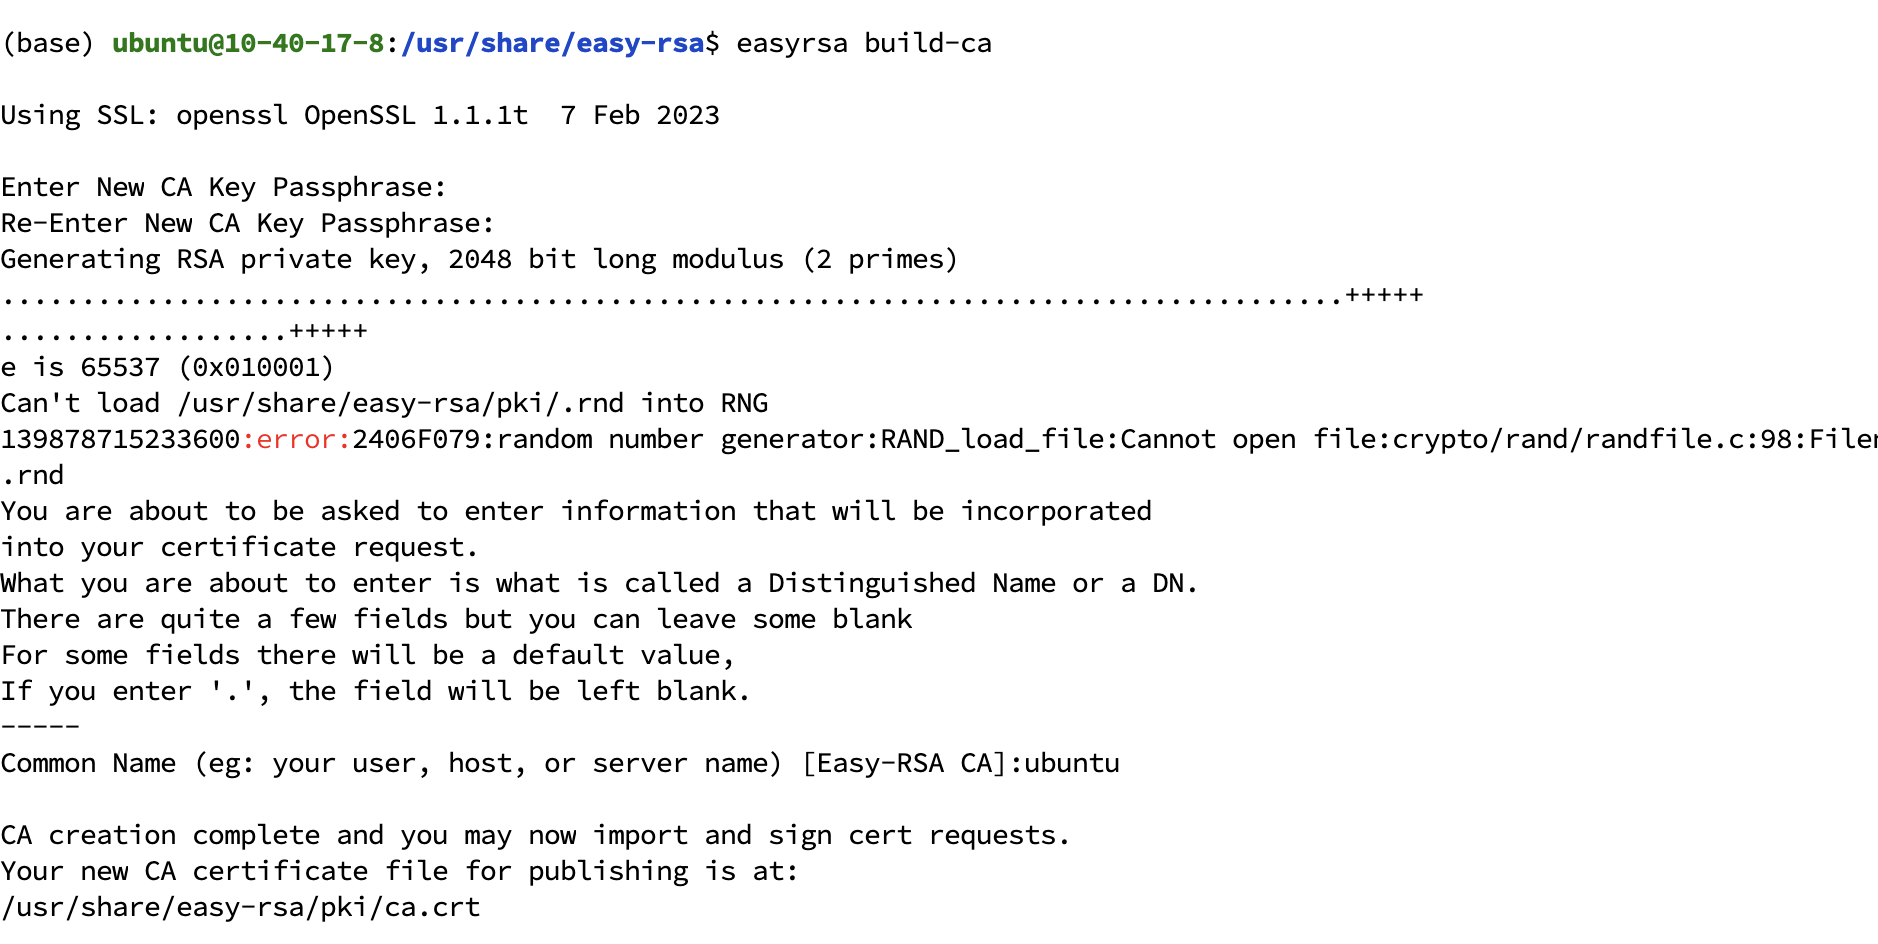 (base) ubuntu@10-40-17-8:/usr/share/easy-rsa$ easyrsa build-ca
Using SSL: openssl OpenSSL 1.1.1t  7 Feb 2023
Enter New CA Key Passphrase:
Re-Enter New CA Key Passphrase:
Generating RSA private key, 2048 bit long modulus (2 primes)
....................................................................................+++++
..................+++++
e is 65537 (0x010001)
Can't load /usr/share/easy-rsa/pki/.rnd into RNG
139878715233600:error:2406F079:random number generator:RAND_load_file:Cannot open file:crypto/rand/randfile.c:98:
.rnd
You are about to be asked to enter information that will be incorporated
into your certificate request.
What you are about to enter is what is called a Distinguished Name or a DN.
There are quite a few fields but you can leave some blank
For some fields there will be a default value,
If you enter '.', the field will be left blank.
-----
Common Name (eg: your user, host, or server name) [Easy-RSA CA]:ubuntu
CA creation complete and you may now import and sign cert requests.
Your new CA certificate file for publishing is at:
/usr/share/easy-rsa/pki/ca.crt